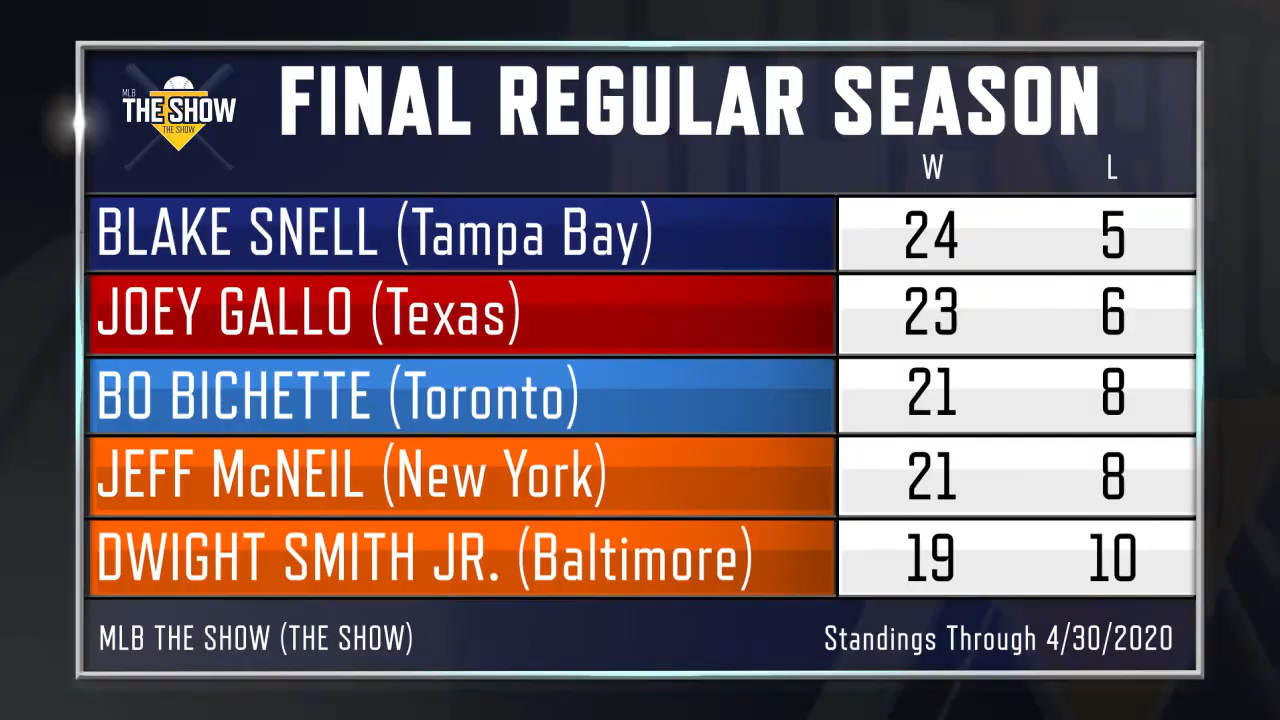 MLB
THE SHOW
THE SHOW
FINAL REGULAR SEASON
W L
BLAKE SNELL (Tampa Bay) 24 5
JOEY GALLO (Texas) 23 6
BO BICHETTE (Toronto) 21 8
JEFF McNEIL (New York) 21 8
DWIGHT SMITH JR. (Baltimore) 19 10
MLB THE SHOW (THE SHOW) Standings Through 4/30/2020